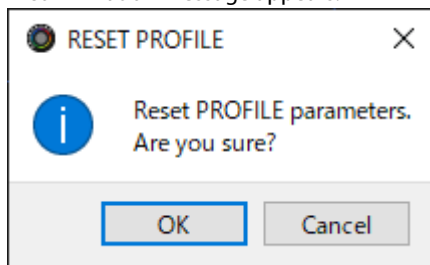 RESET PROFILE
Reset PROFILE parameters.
Are you sure?
OK
Cancel